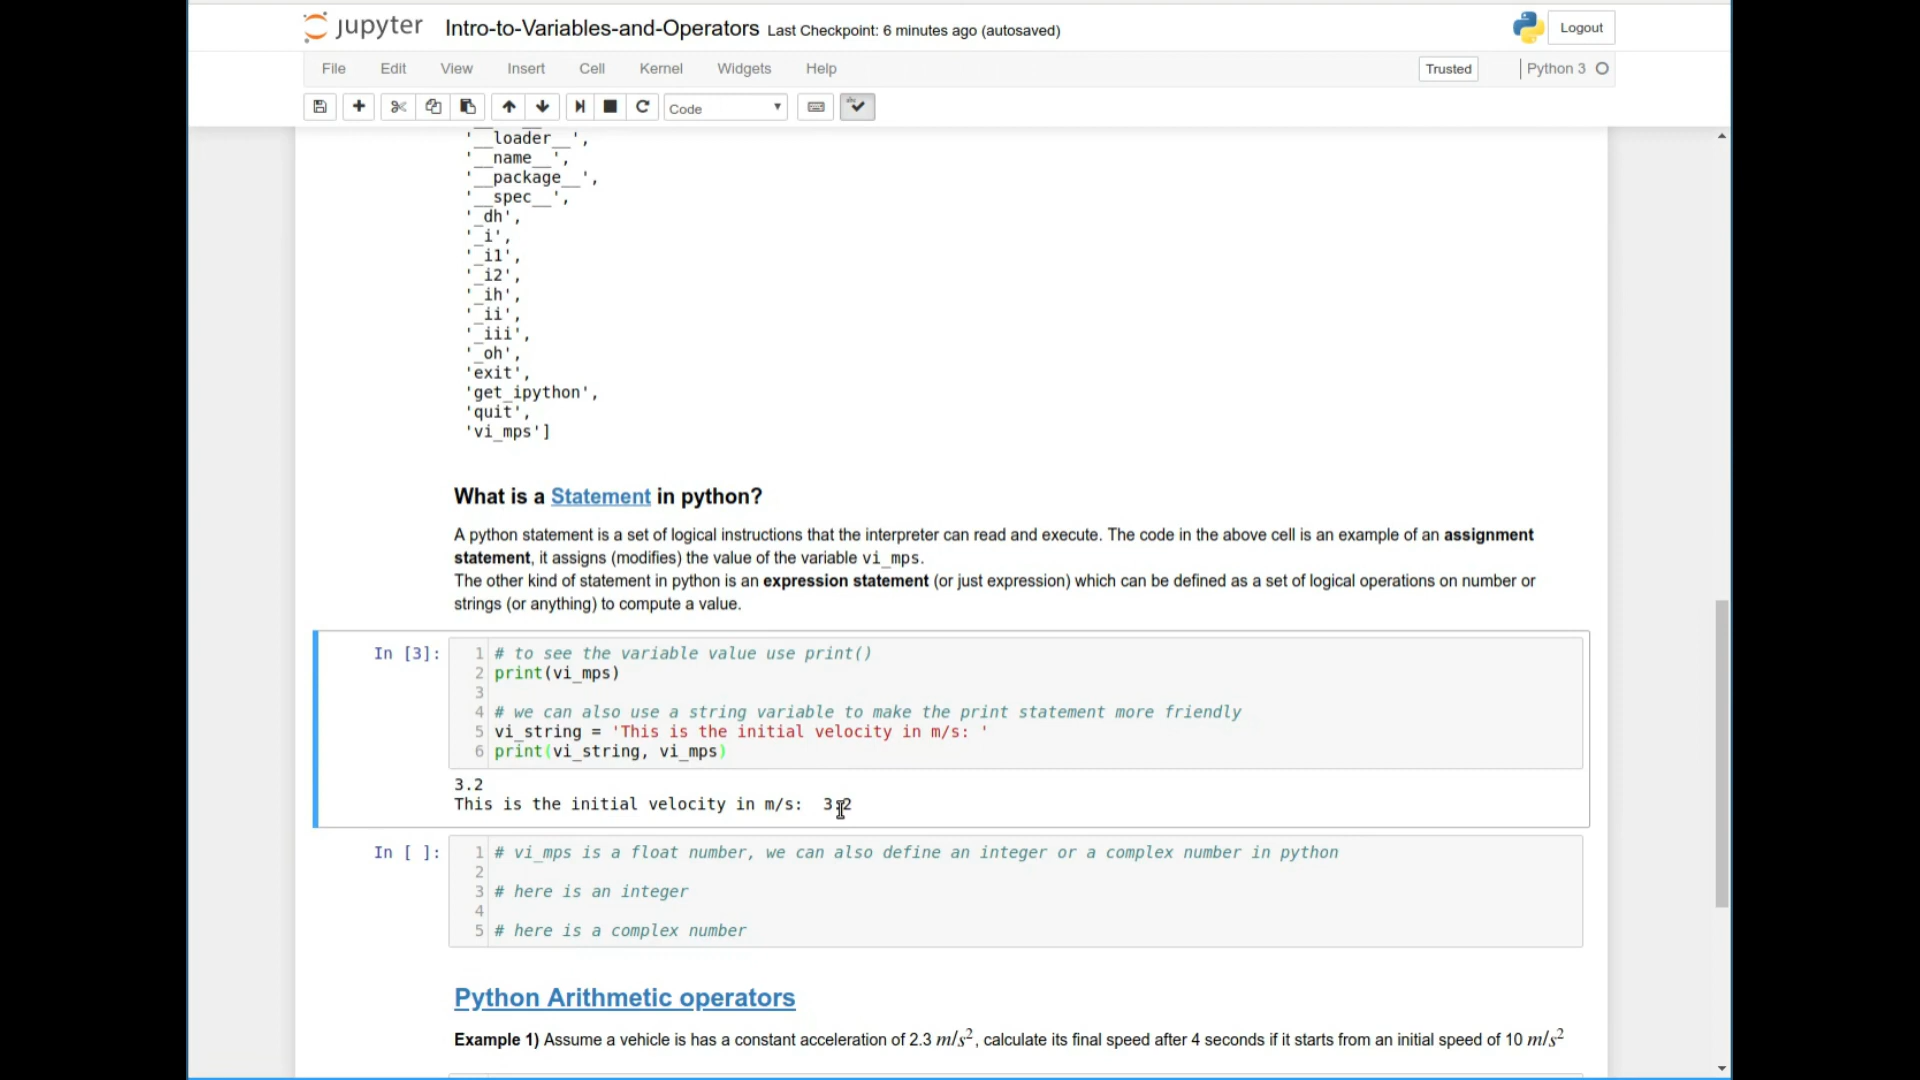 jupyter Intro-to-Variables-and-Operators Last Checkpoint: 6 minutes ago (autosaved) Logout
File Edit View Insert Cell Kernel Widgets Help Trusted Python 3
Code
'__loader__',
'__name__',
'__package__',
'__spec__',
'_dh',
'_i',
'_i1',
'_i2',
'_ih',
'_ii',
'_iii',
'_oh',
'exit',
'get_ipython',
'quit',
'vi_mps']
What is a Statement in python?
A python statement is a set of logical instructions that the interpreter can read and execute. The code in the above cell is an example of an assignment
statement, it assigns (modifies) the value of the variable vi_mps.
The other kind of statement in python is an expression statement (or just expression) which can be defined as a set of logical operations on number or
strings (or anything) to compute a value.
In [3]: 1 # to see the variable value use print()
2 print(vi_mps)
3
4 # we can also use a string variable to make the print statement more friendly
5 vi_string = 'This is the initial velocity in m/s: '
6 print(vi_string, vi_mps)
3.2
This is the initial velocity in m/s:  3.2
In [ ]: 1 # vi_mps is a float number, we can also define an integer or a complex number in python
2
3 # here is an integer
4
5 # here is a complex number
Python Arithmetic operators
Example 1) Assume a vehicle is has a constant acceleration of 2.3 m/s², calculate its final speed after 4 seconds if it starts from an initial speed of 10 m/s²